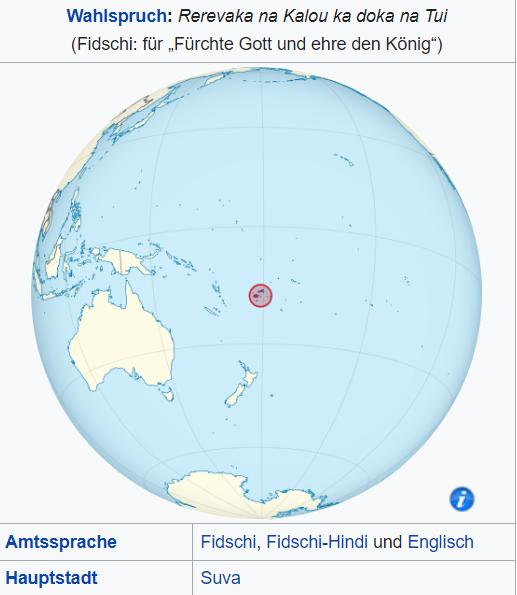 Wahlspruch: Rerevaka na Kalou ka doka na Tui
(Fidschi: für „Fürchte Gott und ehre den König“)
i
Amtssprache Fidschi, Fidschi-Hindi und Englisch
Hauptstadt Suva